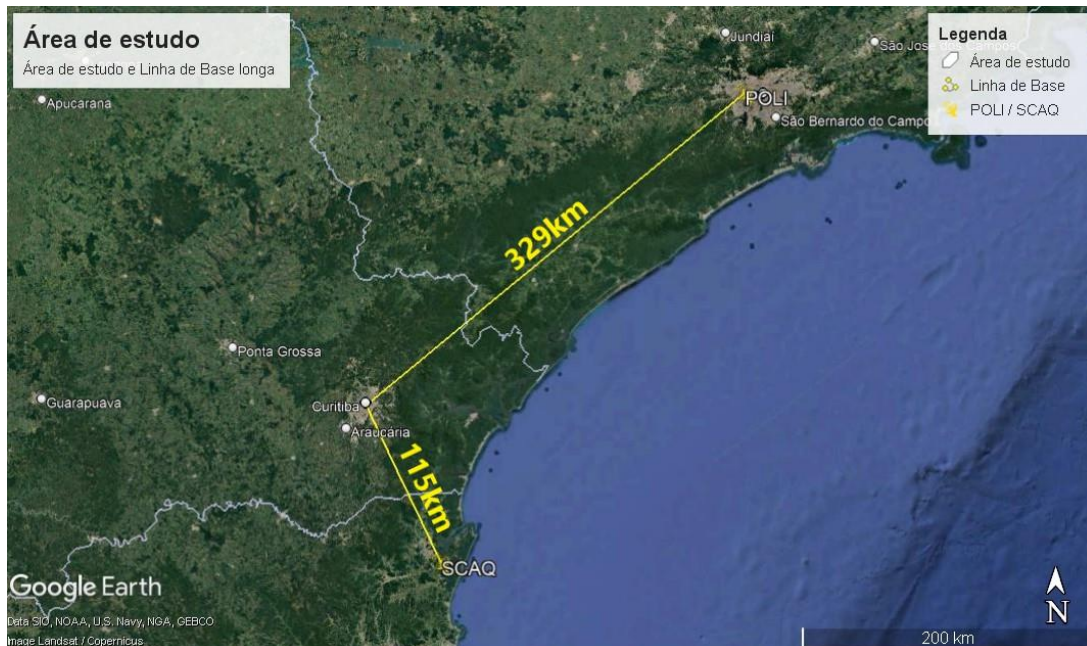 Área de estudo
Área de estudo e Linha de Base longa
Legenda
Área de estudo
Linha de Base
POLI / SCAQ
Jundiaí
São José dos Campos
Apucarana
POLI
São Bernardo do Campo
329km
Ponta Grossa
Guarapuava
Curitiba
Araucária
115km
SCAQ
Google Earth
Data SIO, NOAA, U.S. Navy, NGA, GEBCO
Image Landsat / Copernicus
N
200 km